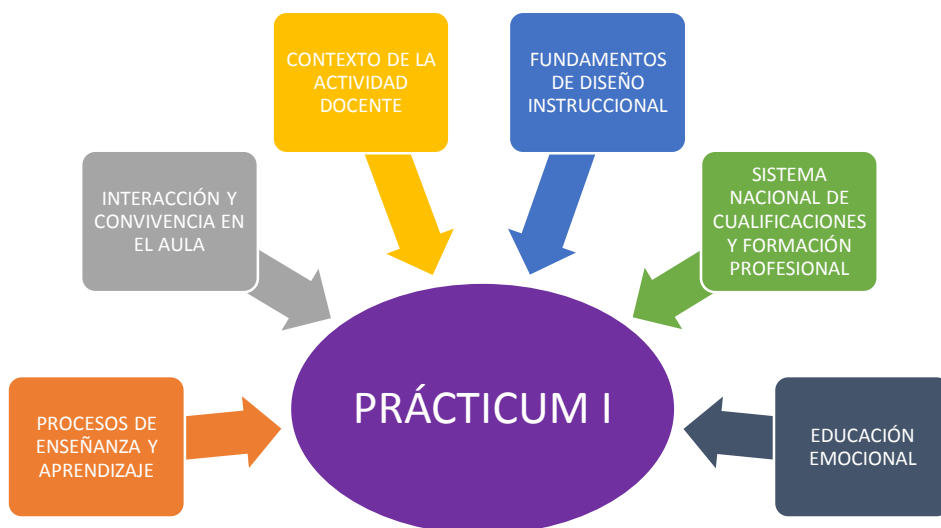 CONTEXTO DE LA
ACTIVIDAD
DOCENTE
FUNDAMENTOS
DE DISEÑO
INSTRUCCIONAL
INTERACCIÓN Y
CONVIVENCIA EN
EL AULA
SISTEMA
NACIONAL DE
CUALIFICACIONES
Y FORMACIÓN
PROFESIONAL
PROCESOS DE
ENSEÑANZA Y
APRENDIZAJE
PRÁCTICUM I
EDUCACIÓN
EMOCIONAL